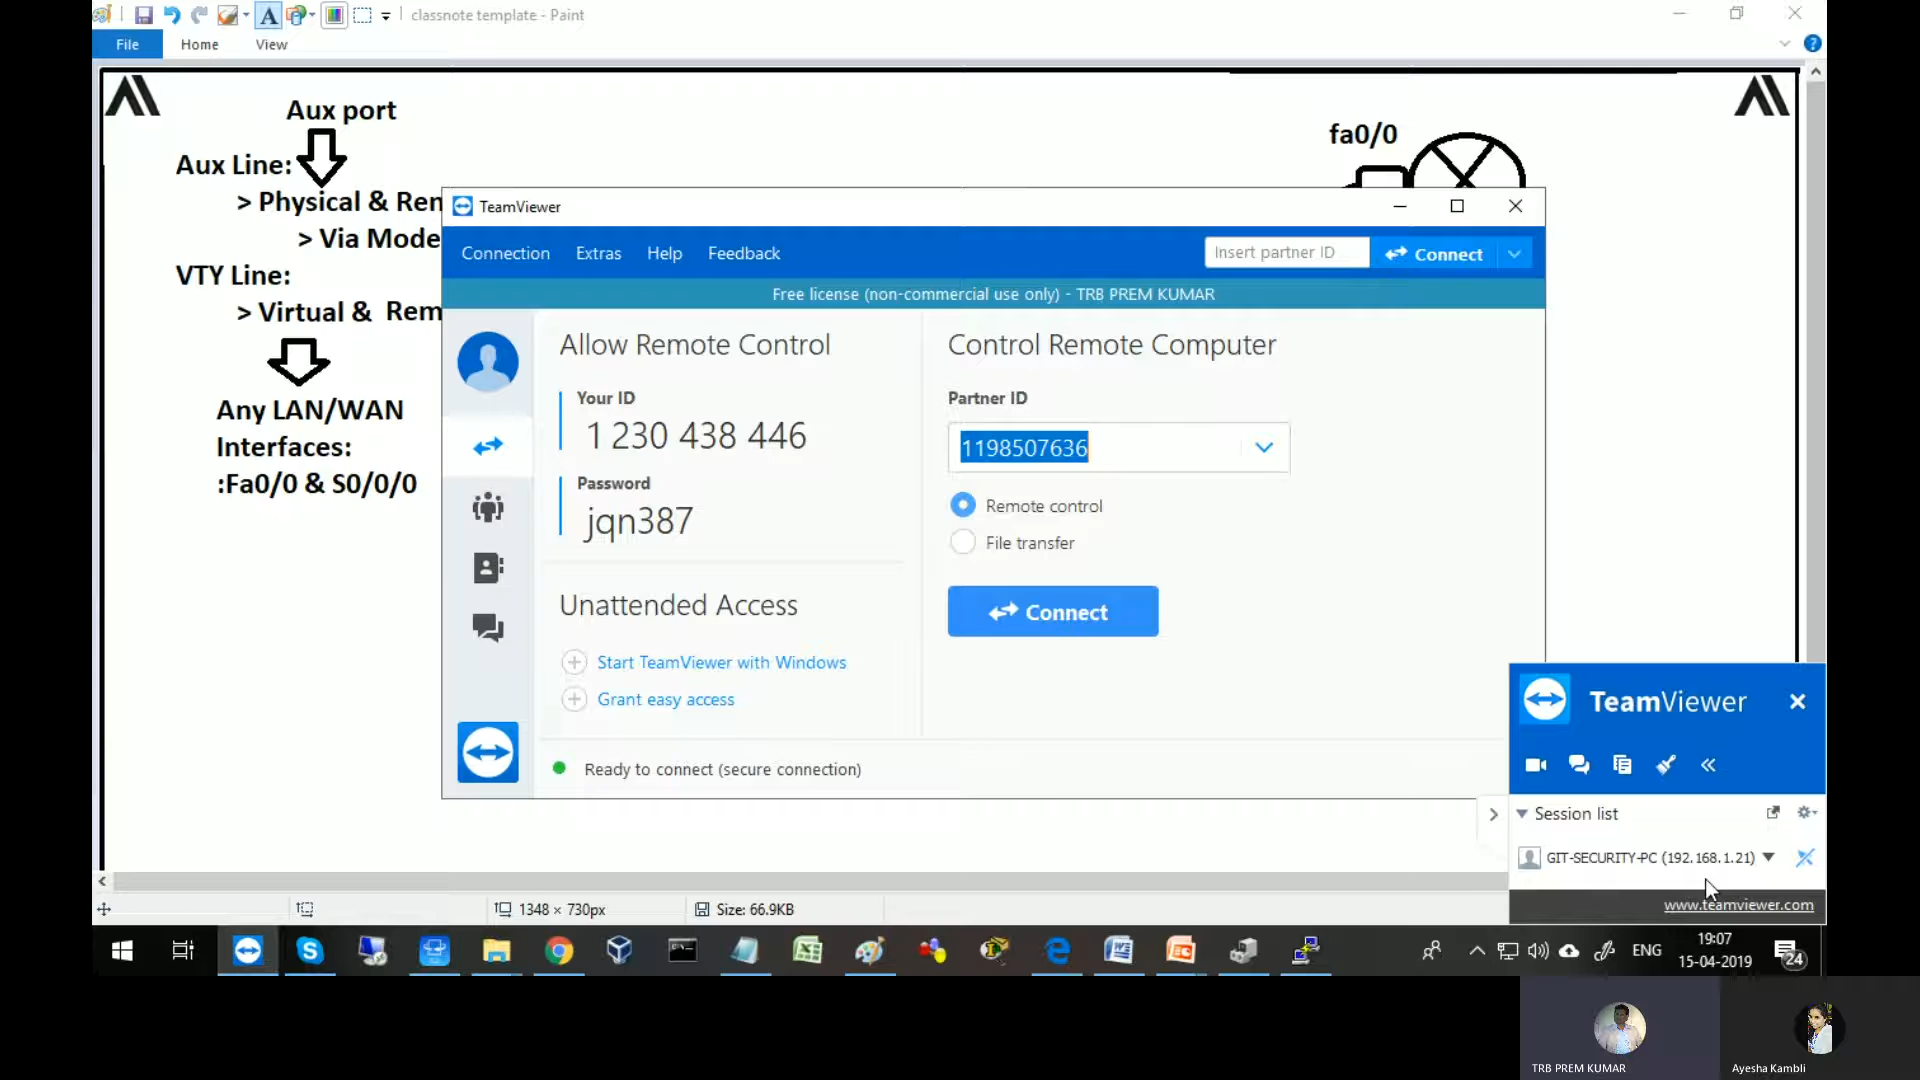 classnote template - Paint
File
Home
View
Aux port
Aux Line:
> Physical &
VTY Line:
> Virtual &
Any LAN/WAN
Interfaces:
:Fa0/0 & S0/0/0
fa0/0
TeamViewer
Connection
Extras
Help
Feedback
Insert partner ID
Connect
Free license (non-commercial use only) - TRB PREM KUMAR
Allow Remote Control
Your ID
1 230 438 446
Password
jqn387
Unattended Access
Start TeamViewer with Windows
Grant easy access
Ready to connect (secure connection)
Control Remote Computer
Partner ID
1198507636
Remote control
File transfer
Connect
TeamViewer
Session list
GIT-SECURITY-PC (192.168.1.21)
www.teamviewer.com
1348 × 730px
Size: 66.9KB
ENG
19:07
15-04-2019
24
TRB PREM KUMAR
Ayesha Kambli